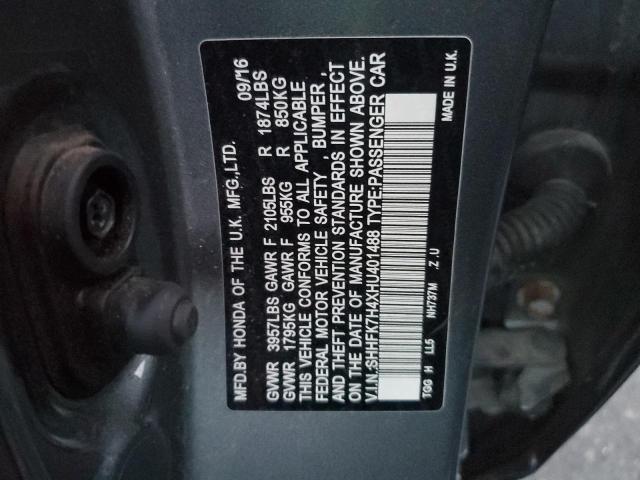 MFD.BY HONDA OF THE U.K. MFG.,LTD. 09/16
GVWR 3957LBS GAWR F 2105LBS R 1874LBS
GVWR 1795KG GAWR F 955KG R 850KG
THIS VEHICLE CONFORMS TO ALL APPLICABLE
FEDERAL MOTOR VEHICLE SAFETY , BUMPER ,
AND THEFT PREVENTION STANDARDS IN EFFECT
ON THE DATE OF MANUFACTURE SHOWN ABOVE.
V.I.N.:SHHFK7H4XHU401488 TYPE:PASSENGER CAR
TGG H LL5 NH737M .Z .U MADE IN U.K.